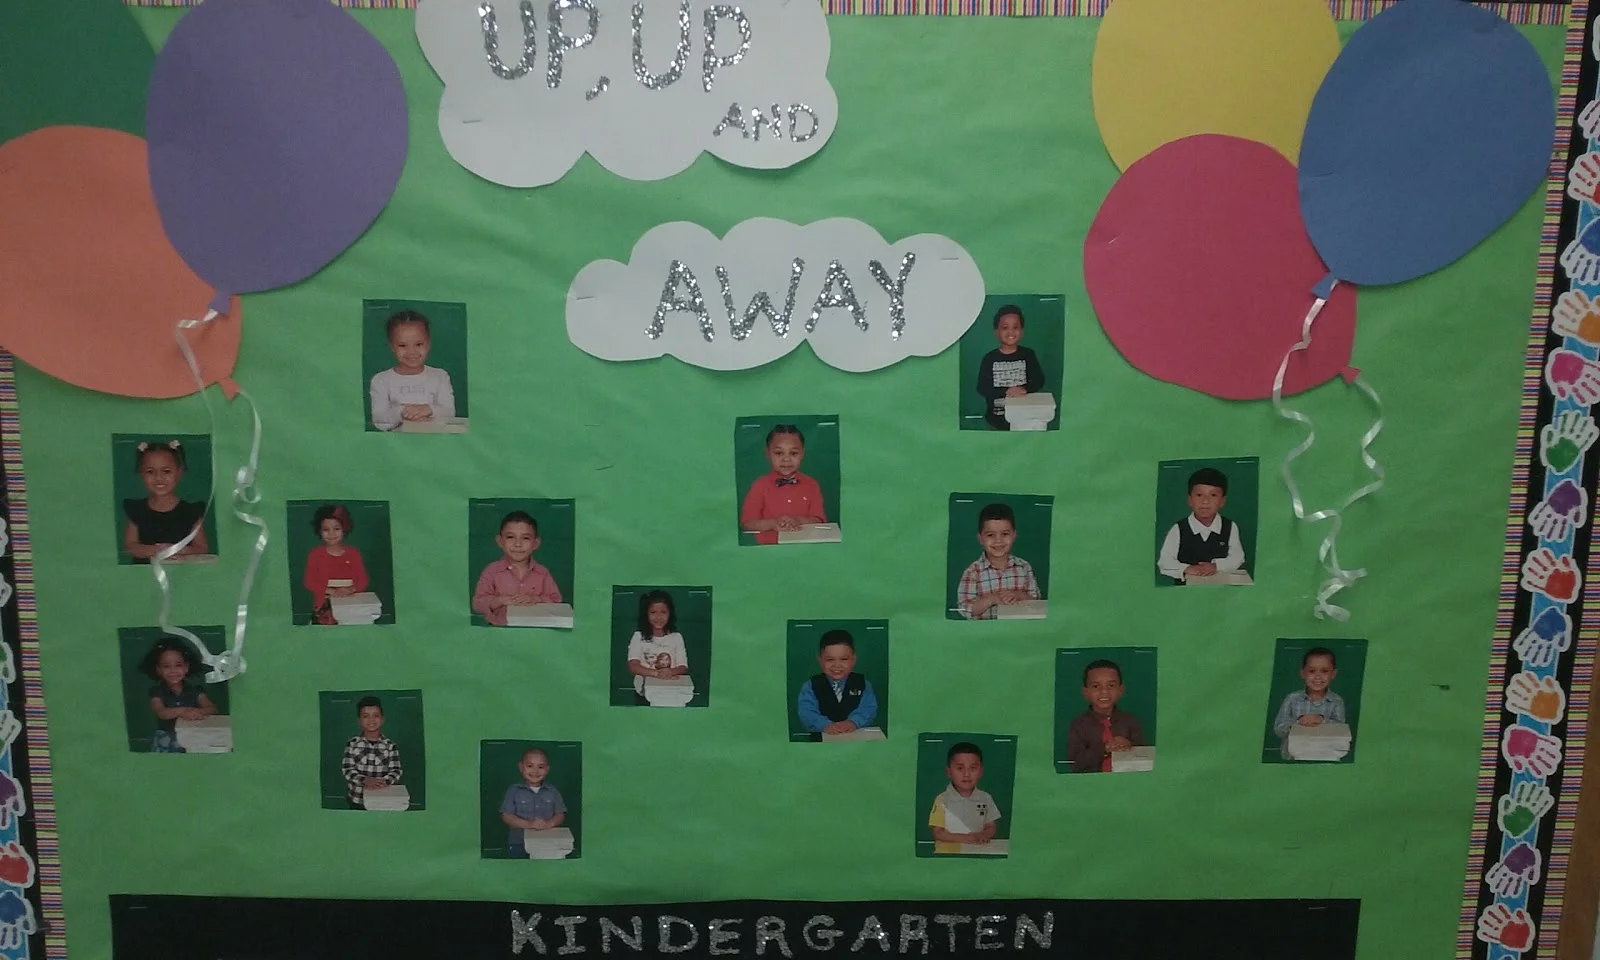 UP, UP
AND
AWAY
KINDERGARTEN